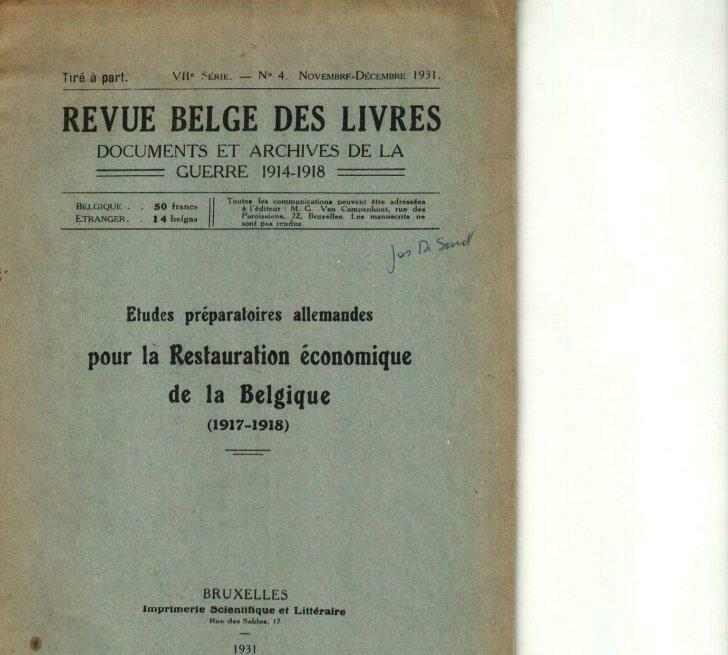 Tiré à part. VIIe SÉRIE. — No 4. NOVEMBRE-DÉCEMBRE 1931.
REVUE BELGE DES LIVRES
DOCUMENTS ET ARCHIVES DE LA
GUERRE 1914-1918
BELGIQUE . . 50 francs
ETRANGER. . 14 belgas
Toutes les communications peuvent être adressées
à l'éditeur : M. G. Van Campenhout, rue des
Paroissiens, 22, Bruxelles. Les manuscrits ne
sont pas rendus.
Jos De
Etudes préparatoires allemandes
pour la Restauration économique
de la Belgique
(1917-1918)
BRUXELLES
Imprimerie Scientifique et Littéraire
Rue des Sables, 17
1931